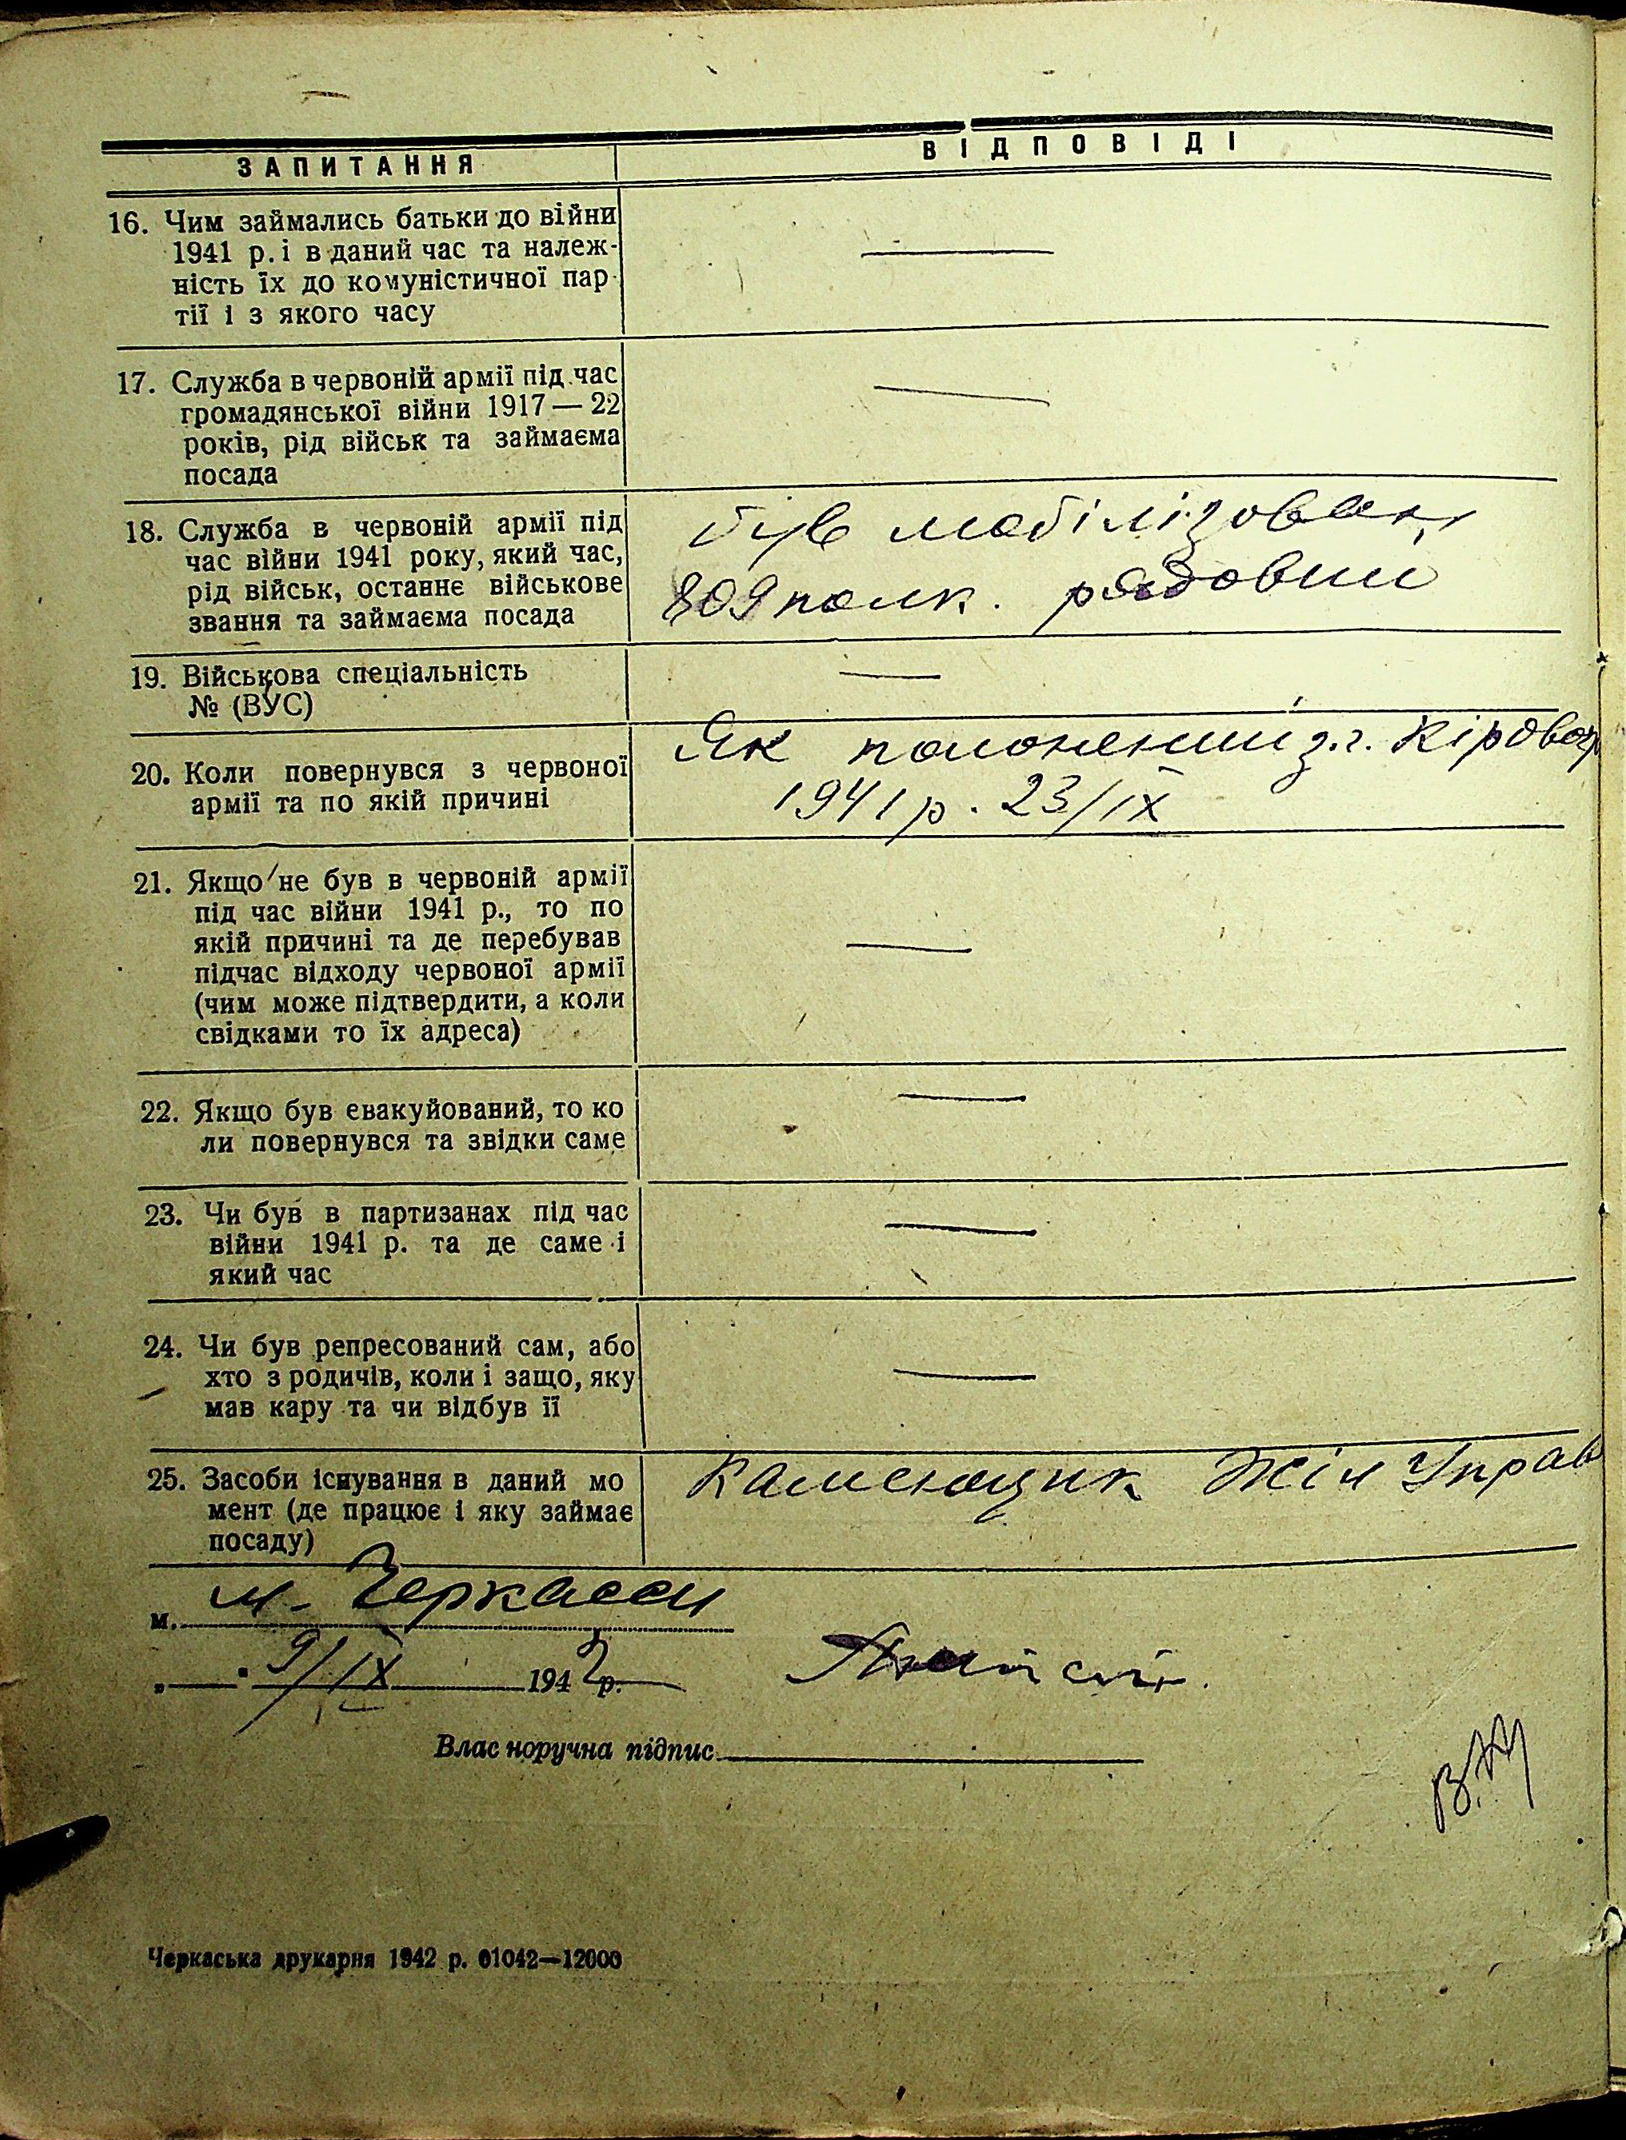 ЗАПИТАННЯ ВІДПОВІДІ
16. Чим займались батьки до війни
1941 р. і в даний час та належ-
ність їх до комуністичної пар-
тії і з якого часу
—
17. Служба в червоній армії під час
громадянської війни 1917 — 22
років, рід військ та займаєма
посада
—
18. Служба в червоній армії під
час війни 1941 року, який час,
рід військ, останнє військове
звання та займаєма посада
був мобілізован
809 полк. рядовий
19. Військова спеціальність
№ (ВУС)
—
20. Коли повернувся з червоної
армії та по якій причині
Як полонений з. г. Кіровогр
1941 р. 23/IX
21. Якщо не був в червоній армії
під час війни 1941 р., то по
якій причині та де перебував
підчас відходу червоної армії
(чим може підтвердити, а коли
свідками то їх адреса)
—
22. Якщо був евакуйований, то ко
ли повернувся та звідки саме
—
23. Чи був в партизанах під час
війни 1941 р. та де саме і
який час
—
24. Чи був репресований сам, або
хто з родичів, коли і защо, яку
мав кару та чи відбув її
—
25. Засоби існування в даний мо
мент (де працює і яку займає
посаду)
Каменщик Жіл Управ
м. м. Черкасси
" " 9/IX 1942 р.
Влас норучна підпис
Черкаська друкарня 1942 р. 01042—12000